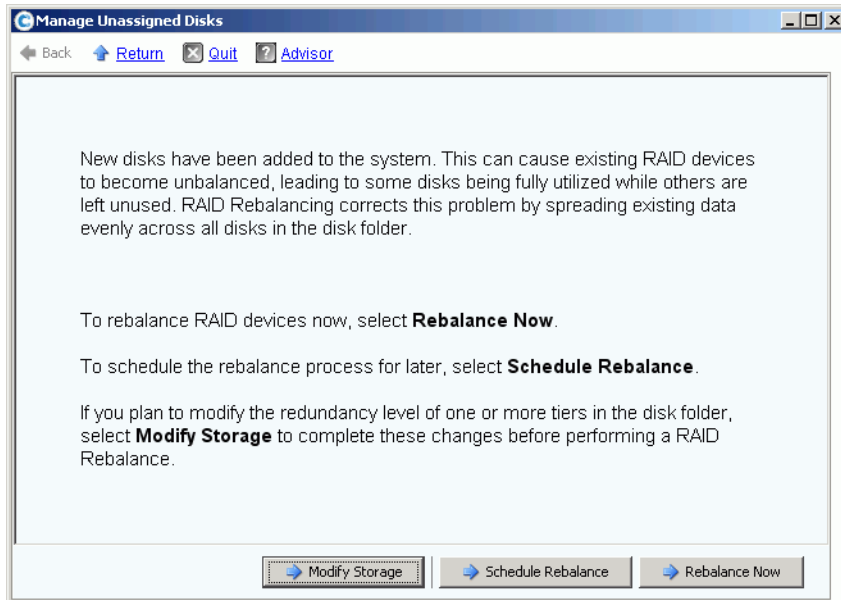 Manage Unassigned Disks
Back Return Quit Advisor
New disks have been added to the system. This can cause existing RAID devices
to become unbalanced, leading to some disks being fully utilized while others are
left unused. RAID Rebalancing corrects this problem by spreading existing data
evenly across all disks in the disk folder.
To rebalance RAID devices now, select Rebalance Now.
To schedule the rebalance process for later, select Schedule Rebalance.
If you plan to modify the redundancy level of one or more tiers in the disk folder,
select Modify Storage to complete these changes before performing a RAID
Rebalance.
Modify Storage Schedule Rebalance Rebalance Now